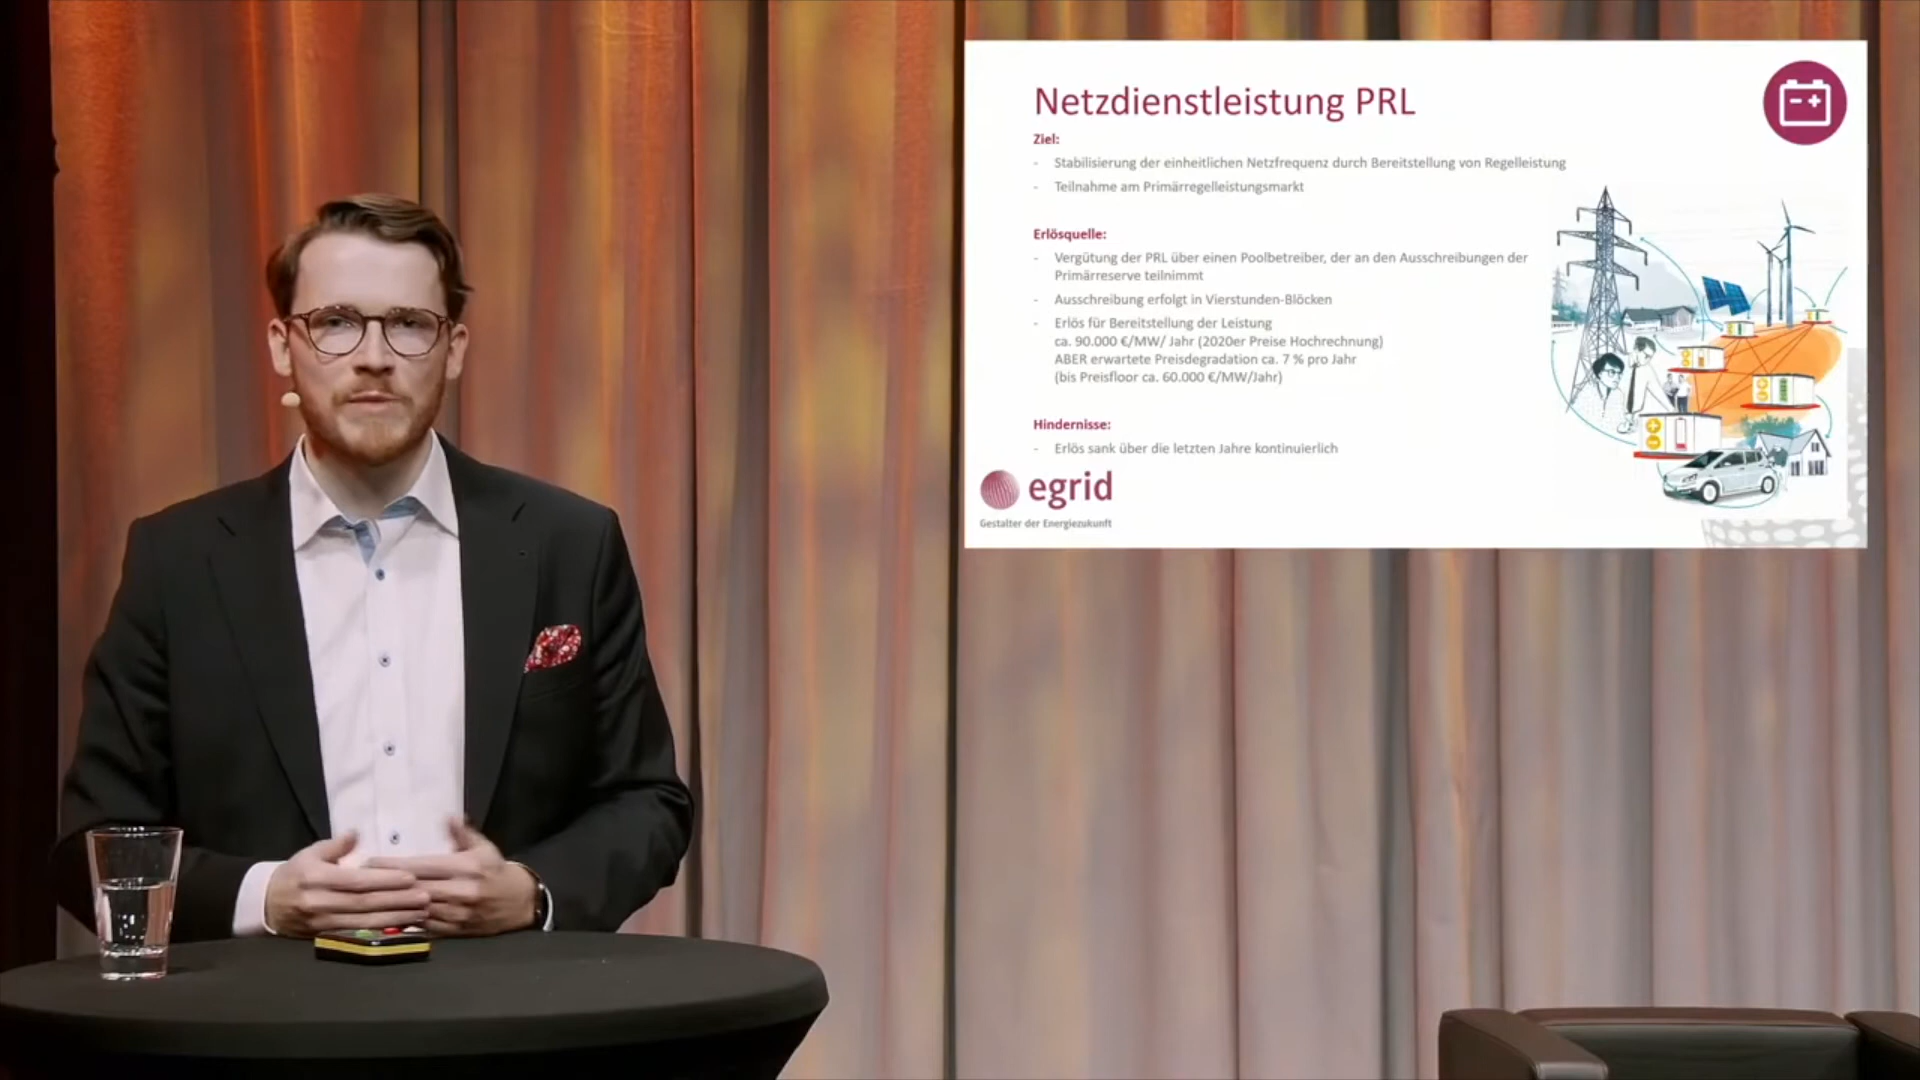 Netzdienstleistung PRL
Ziel:
- Stabilisierung der einheitlichen Netzfrequenz durch Bereitstellung von Regelleistung
- Teilnahme am Primärregelleistungsmarkt
Erlösquelle:
- Vergütung der PRL über einen Poolbetreiber, der an den Ausschreibungen der
Primärreserve teilnimmt
- Ausschreibung erfolgt in Vierstunden-Blöcken
- Erlös für Bereitstellung der Leistung
ca. 90.000 €/MW/ Jahr (2020er Preise Hochrechnung)
ABER erwartete Preisdegradation ca. 7 % pro Jahr
(bis Preisfloor ca. 60.000 €/MW/Jahr)
Hindernisse:
- Erlös sank über die letzten Jahre kontinuierlich
egrid
Gestalter der Energiezukunft